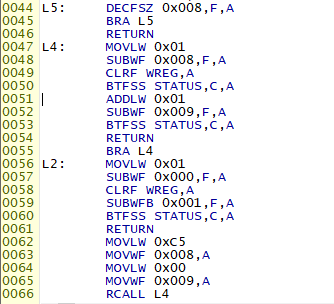 0044 L5: DECFSZ 0x008,F,A
0045 BRA L5
0046 RETURN
0047 L4: MOVLW 0x01
0048 SUBWF 0x008,F,A
0049 CLRF WREG,A
0050 BTFSS STATUS,C,A
0051 ADDLW 0x01
0052 SUBWF 0x009,F,A
0053 BTFSS STATUS,C,A
0054 RETURN
0055 BRA L4
0056 L2: MOVLW 0x01
0057 SUBWF 0x000,F,A
0058 CLRF WREG,A
0059 SUBWFB 0x001,F,A
0060 BTFSS STATUS,C,A
0061 RETURN
0062 MOVLW 0xC5
0063 MOVWF 0x008,A
0064 MOVLW 0x00
0065 MOVWF 0x009,A
0066 RCALL L4